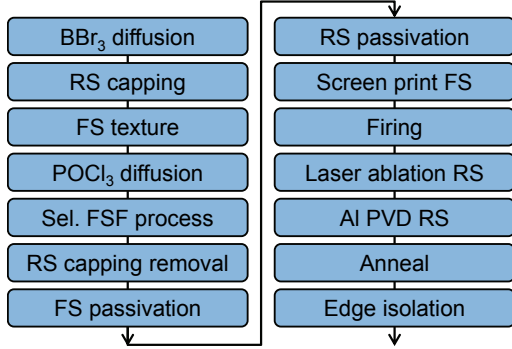 BBr₃ diffusion
RS capping
FS texture
POCl₃ diffusion
Sel. FSF process
RS capping removal
FS passivation
RS passivation
Screen print FS
Firing
Laser ablation RS
Al PVD RS
Anneal
Edge isolation